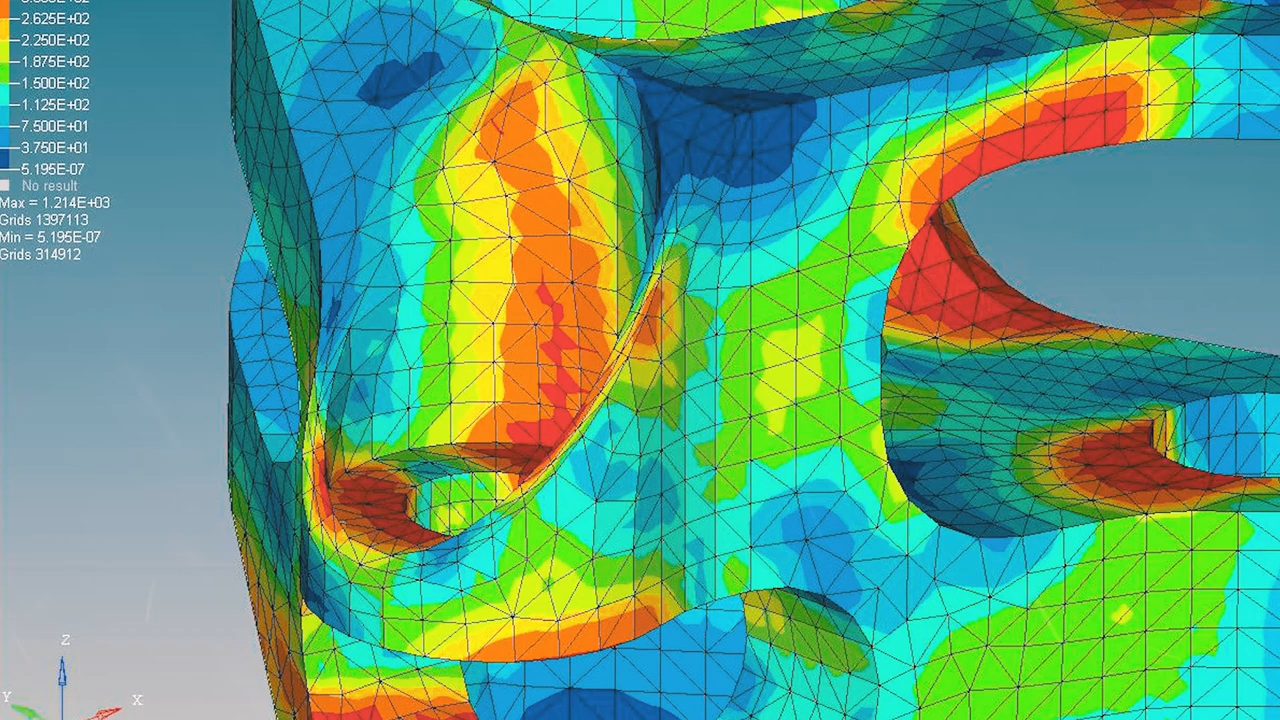 2.625E+02
2.250E+02
1.875E+02
1.500E+02
1.125E+02
7.500E+01
3.750E+01
5.195E-07
No result
Max = 1.214E+03
Grids 1397113
Min = 5.195E-07
Grids 314912
Z
Y
X